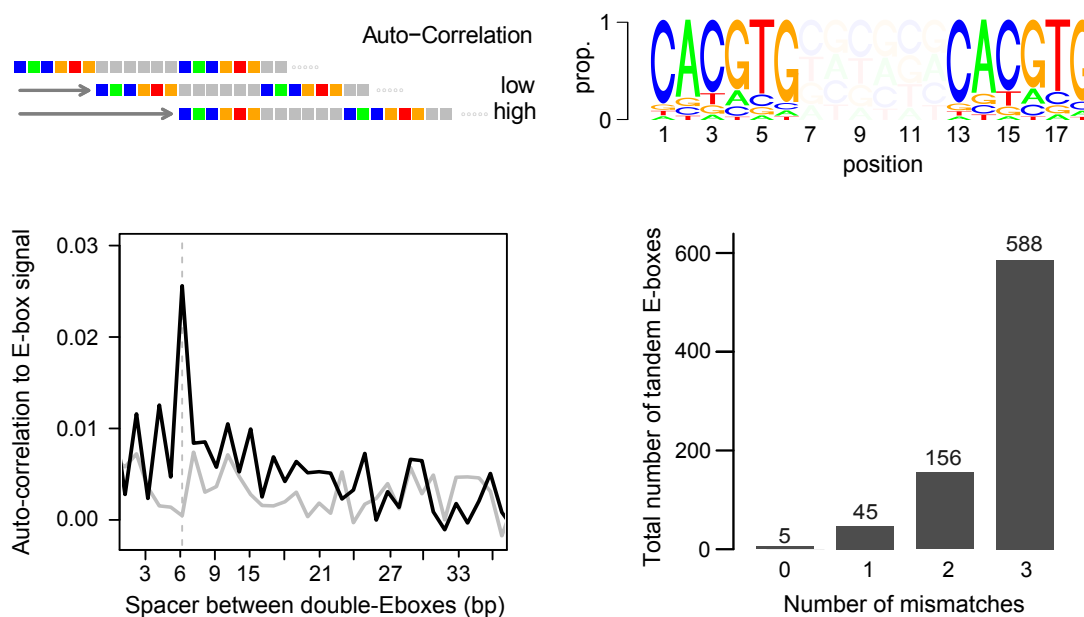 Auto−Correlation
low
high
prop.
1
0
CACGTG CGCGCG CACGTG
1 3 5 7 9 11 13 15 17
position
Auto-correlation to E-box signal
0.03
0.02
0.01
0.00
3 6 9 15 21 27 33
Spacer between double-Eboxes (bp)
Total number of tandem E-boxes
600
400
200
0
5
45
156
588
0 1 2 3
Number of mismatches